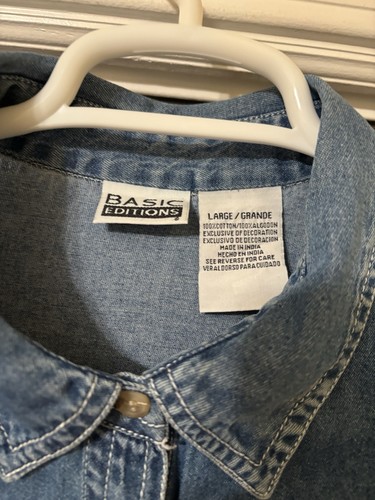 BASIC
EDITIONS
LARGE/GRANDE
100%COTTON/100%ALGODON
EXCLUSIVE OF DECORATION
EXCLUSIVO DE DECORACION
MADE IN INDIA
HECHO EN INDIA
SEE REVERSE FOR CARE
VER AL DORSO PARA CUIDADO